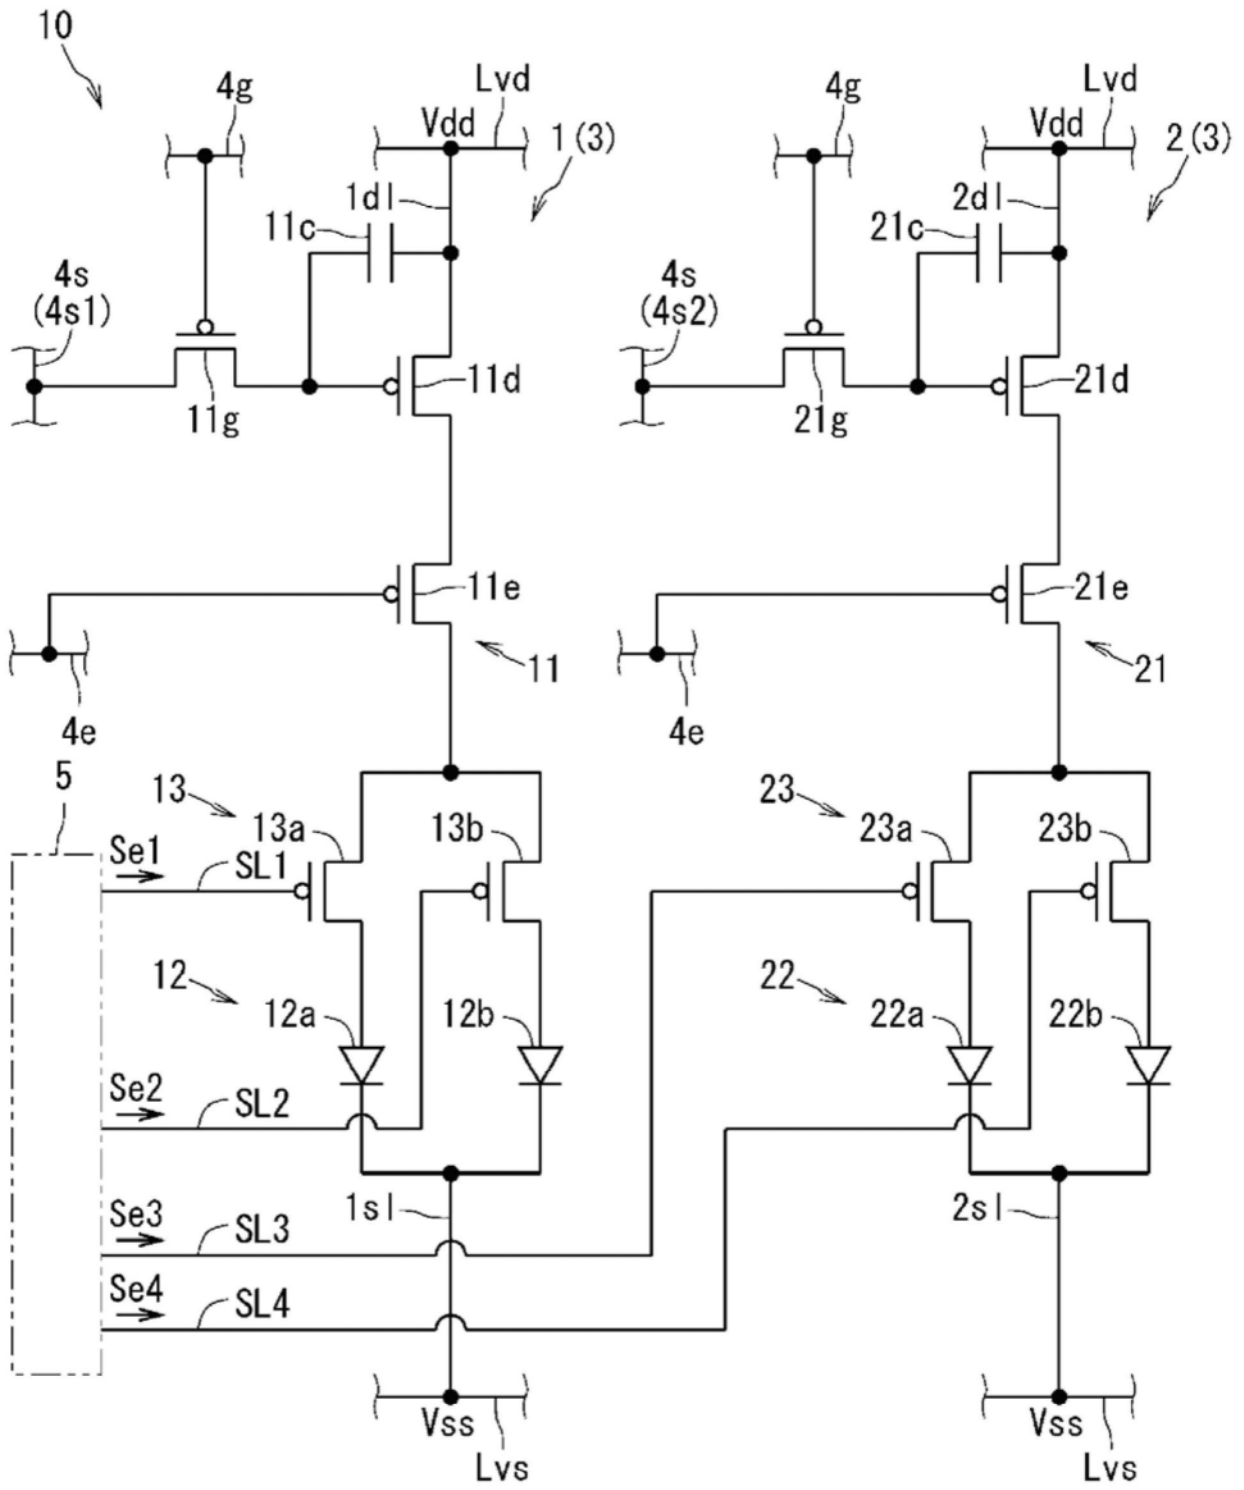 10
4g
Lvd
Vdd
1(3)
1dl
11c
4s
(4s1)
11g
11d
11e
11
4e
4g
Lvd
Vdd
2(3)
2dl
21c
4s
(4s2)
21g
21d
21e
21
4e
5
13
13a
13b
23
23a
23b
Se1
SL1
12
12a
12b
22
22a
22b
Se2
SL2
1sl
2sl
Se3
SL3
Se4
SL4
Vss
Lvs
Vss
Lvs